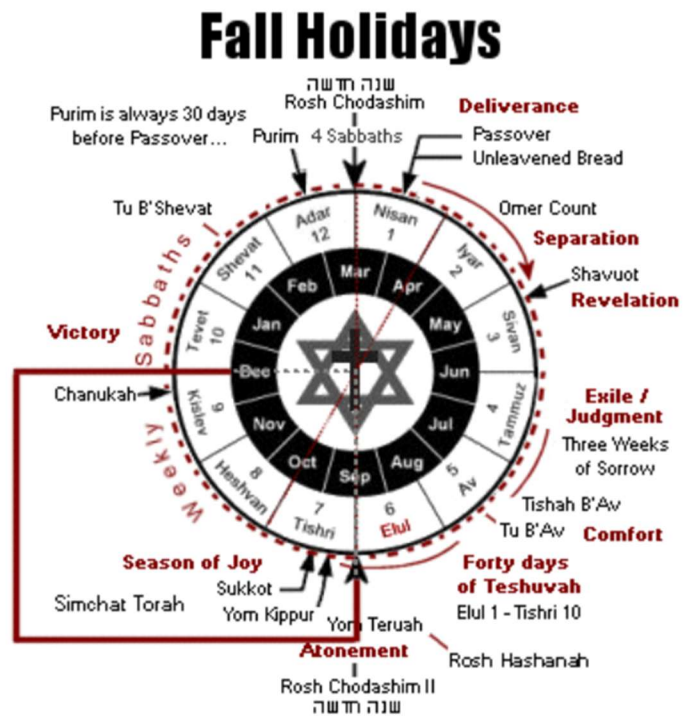 Fall Holidays
שנה חדשה
Rosh Chodashim
Deliverance
Purim is always 30 days
before Passover...
Purim
4 Sabbaths
Passover
Unleavened Bread
Tu B'Shevat
Omer Count
Separation
Shavuot
Revelation
Victory
Weekly Sabbaths
Chanukah
Exile /
Judgment
Three Weeks
of Sorrow
Tishah B'Av
Tu B'Av
Comfort
Nisan
1
Iyar
2
Sivan
3
Tammuz
4
Av
5
6
Elul
7
Tishri
8
Heshvan
9
Kislev
Tevet
10
Shevat
11
Adar
12
Mar
Apr
May
Jun
Jul
Aug
Sep
Oct
Nov
Dec
Jan
Feb
Season of Joy
Sukkot
Simchat Torah
Yom Kippur
Forty days
of Teshuvah
Elul 1 - Tishri 10
Yom Teruah
Atonement
Rosh Hashanah
Rosh Chodashim II
שנה חדשה